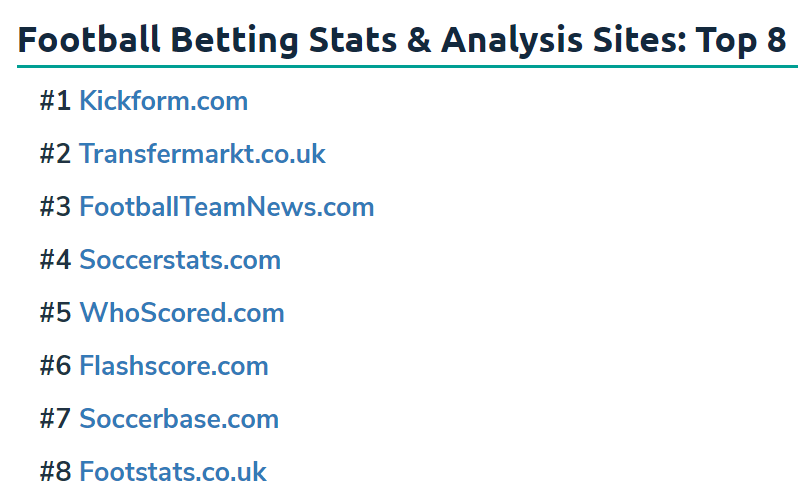 Football Betting Stats & Analysis Sites: Top 8
#1 Kickform.com
#2 Transfermarkt.co.uk
#3 FootballTeamNews.com
#4 Soccerstats.com
#5 WhoScored.com
#6 Flashscore.com
#7 Soccerbase.com
#8 Footstats.co.uk